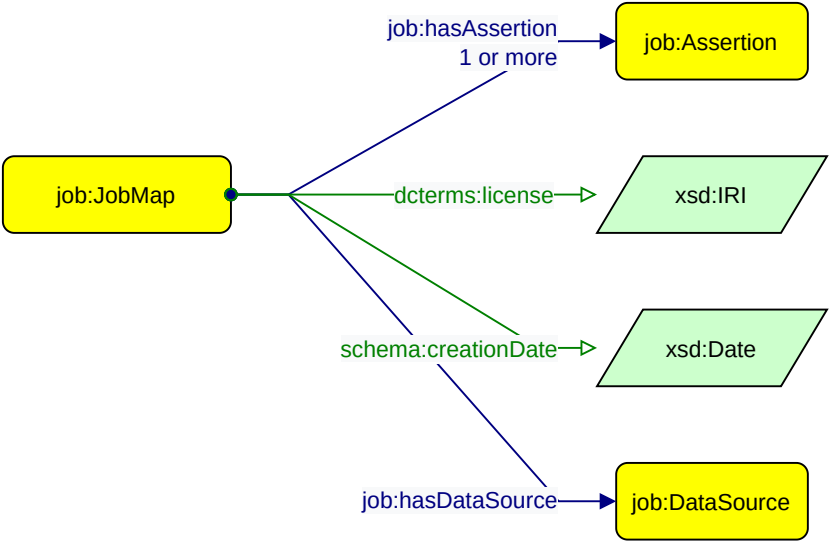 job:hasAssertion
1 or more
job:Assertion
job:JobMap
dcterms:license
xsd:IRI
schema:creationDate
xsd:Date
job:hasDataSource
job:DataSource